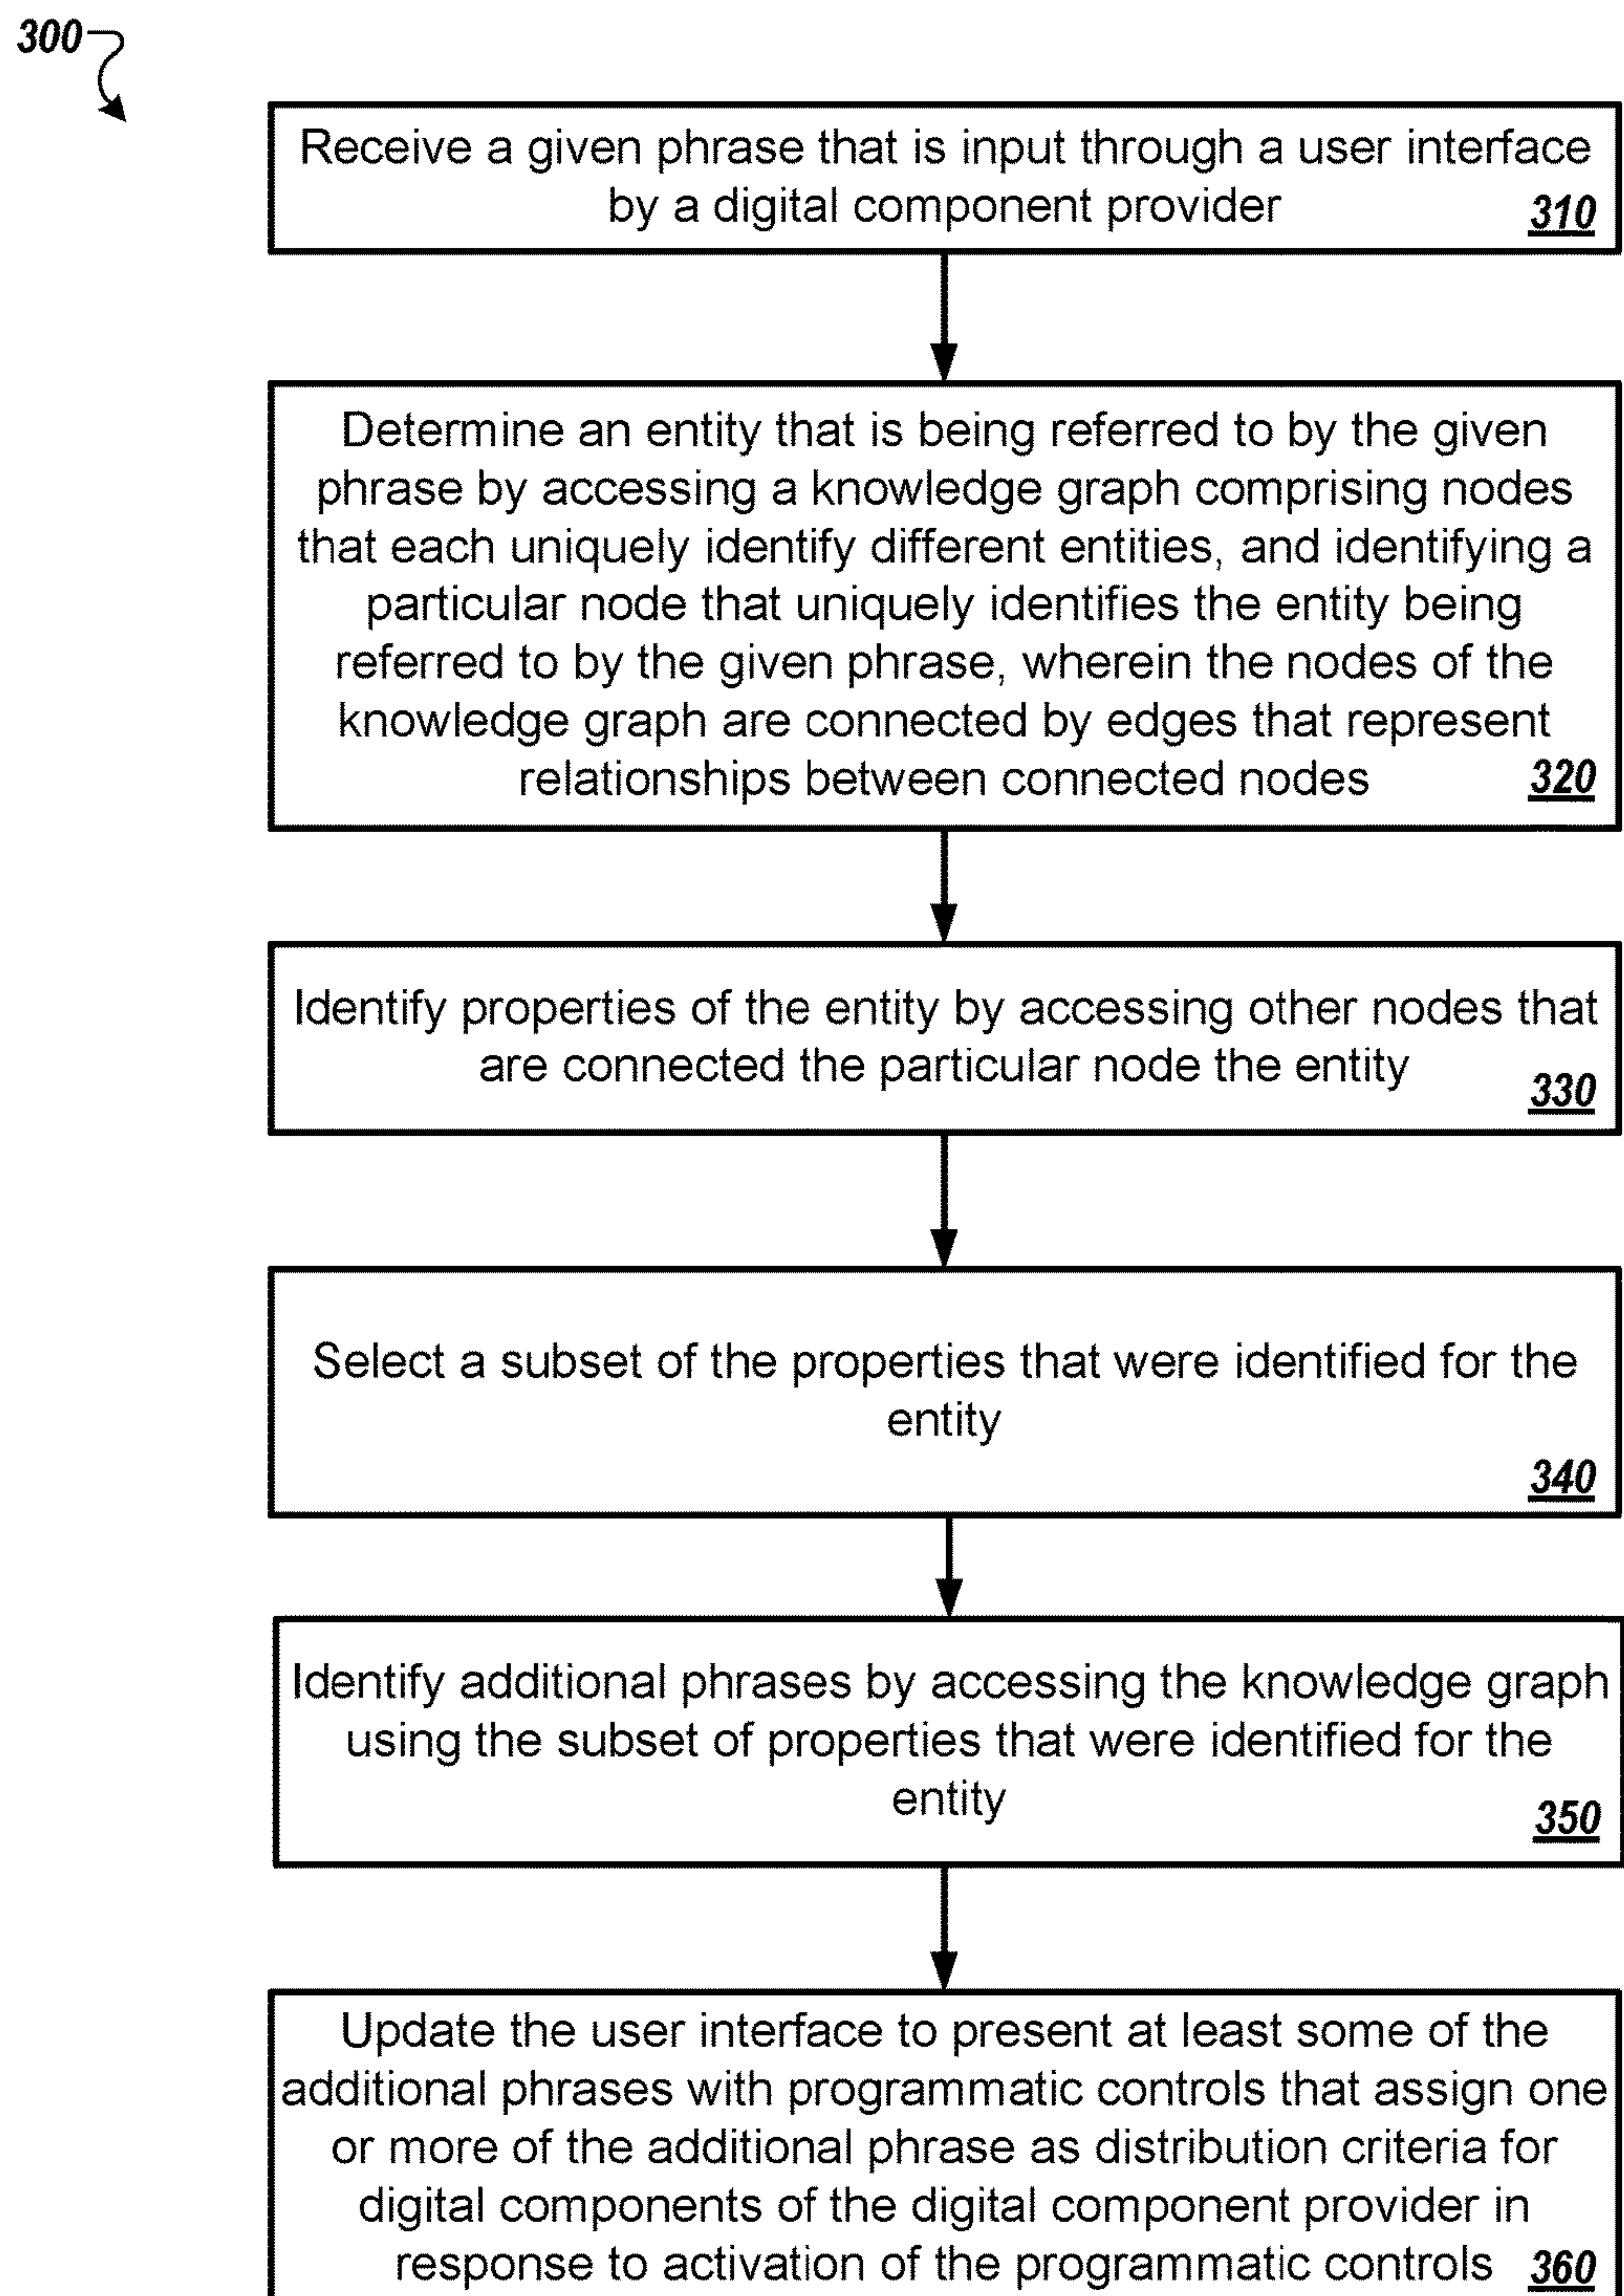 300
Receive a given phrase that is input through a user interface
by a digital component provider
310
Determine an entity that is being referred to by the given
phrase by accessing a knowledge graph comprising nodes
that each uniquely identify different entities, and identifying a
particular node that uniquely identifies the entity being
referred to by the given phrase, wherein the nodes of the
knowledge graph are connected by edges that represent
relationships between connected nodes
320
Identify properties of the entity by accessing other nodes that
are connected the particular node the entity
330
Select a subset of the properties that were identified for the
entity
340
Identify additional phrases by accessing the knowledge graph
using the subset of properties that were identified for the
entity
350
Update the user interface to present at least some of the
additional phrases with programmatic controls that assign one
or more of the additional phrase as distribution criteria for
digital components of the digital component provider in
response to activation of the programmatic controls
360